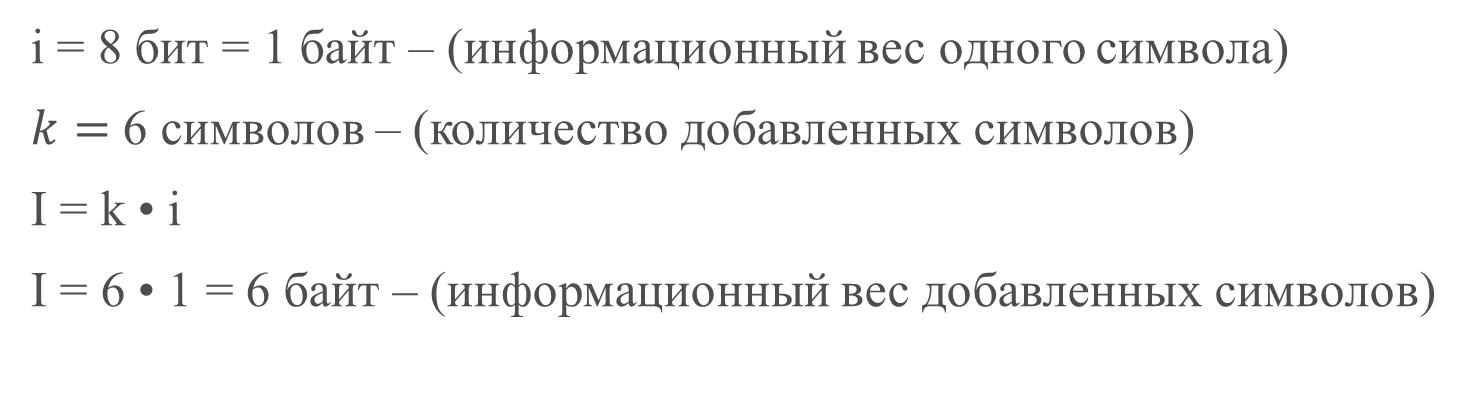 i = 8 бит = 1 байт – (информационный вес одного символа)
k = 6 символов – (количество добавленных символов)
I = k • i
I = 6 • 1 = 6 байт – (информационный вес добавленных символов)